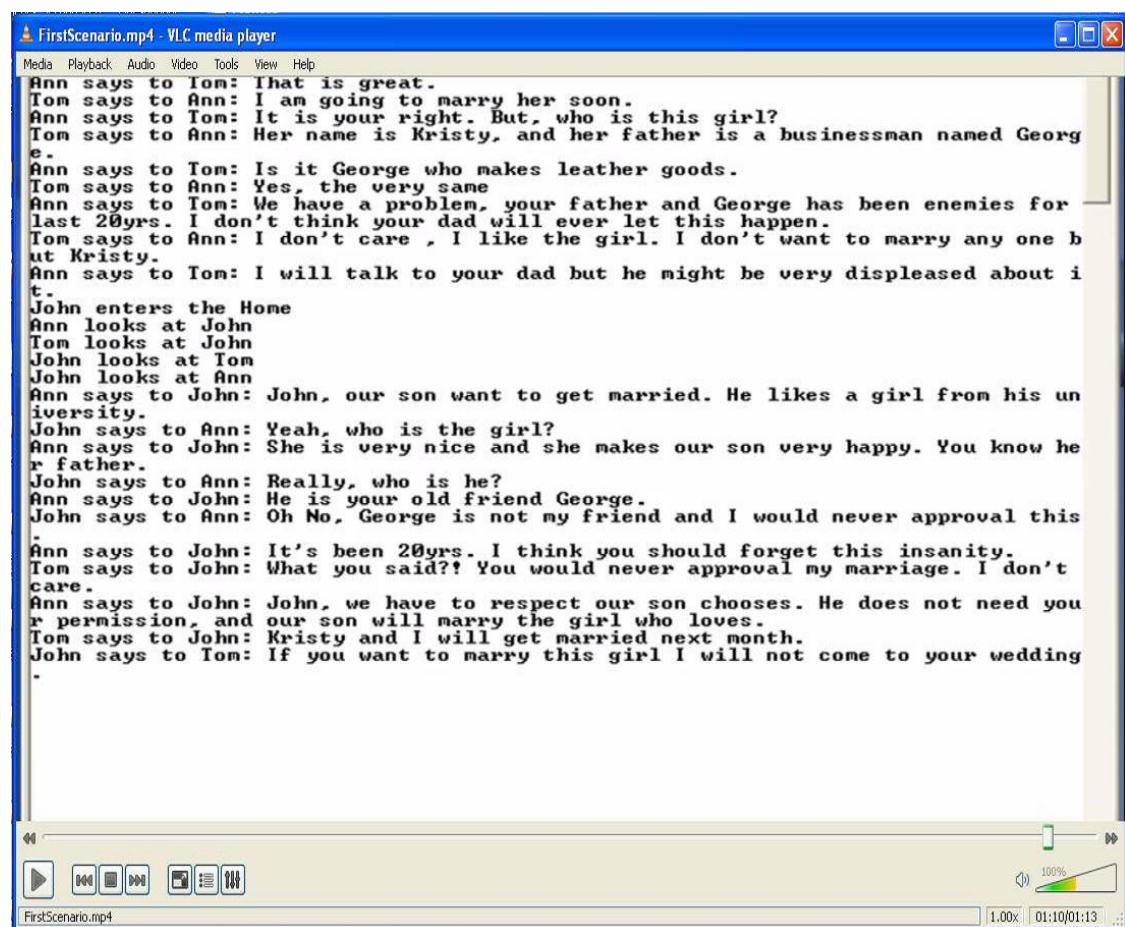 FirstScenario.mp4 - VLC media player
Media Playback Audio Video Tools View Help
Ann says to Tom: That is great.
Tom says to Ann: I am going to marry her soon.
Ann says to Tom: It is your right. But, who is this girl?
Tom says to Ann: Her name is Kristy, and her father is a businessman named Georg
e.
Ann says to Tom: Is it George who makes leather goods.
Tom says to Ann: Yes, the very same
Ann says to Tom: We have a problem, your father and George has been enemies for
last 20yrs. I don't think your dad will ever let this happen.
Tom says to Ann: I don't care , I like the girl. I don't want to marry any one b
ut Kristy.
Ann says to Tom: I will talk to your dad but he might be very displeased about i
t.
John enters the Home
Ann looks at John
Tom looks at John
John looks at Tom
John looks at Ann
Ann says to John: John, our son want to get married. He likes a girl from his un
iversity.
John says to Ann: Yeah, who is the girl?
Ann says to John: She is very nice and she makes our son very happy. You know he
r father.
John says to Ann: Really, who is he?
Ann says to John: He is your old friend George.
John says to Ann: Oh No, George is not my friend and I would never approval this
.
Ann says to John: It's been 20yrs. I think you should forget this insanity.
Tom says to John: What you said?! You would never approval my marriage. I don't
care.
Ann says to John: John, we have to respect our son chooses. He does not need you
r permission, and our son will marry the girl who loves.
Tom says to John: Kristy and I will get married next month.
John says to Tom: If you want to marry this girl I will not come to your wedding
.
100%
FirstScenario.mp4 1.00x 01:10/01:13